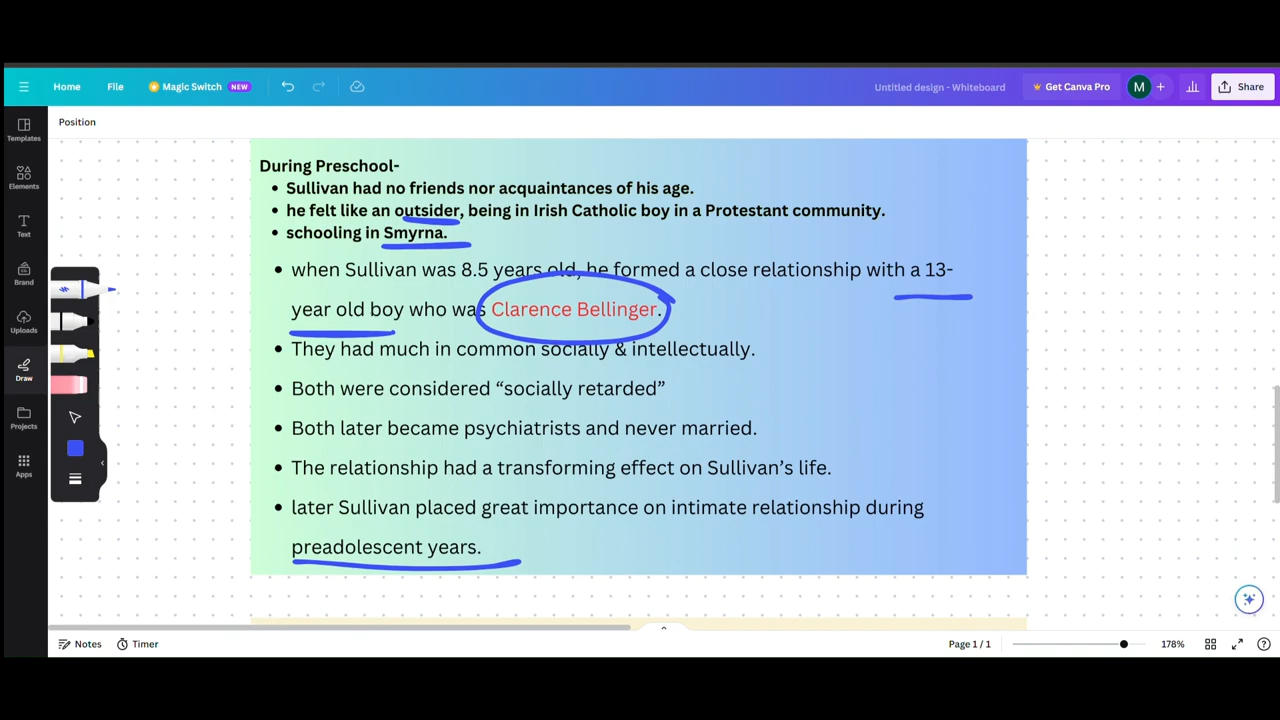 Home File Magic Switch NEW Untitled design - Whiteboard Get Canva Pro M + Share
Position
Templates
Elements
Text
Brand
Uploads
Draw
Projects
Apps
During Preschool-
• Sullivan had no friends nor acquaintances of his age.
• he felt like an outsider, being in Irish Catholic boy in a Protestant community.
• schooling in Smyrna.
• when Sullivan was 8.5 years old, he formed a close relationship with a 13-
year old boy who was Clarence Bellinger.
• They had much in common socially & intellectually.
• Both were considered “socially retarded”
• Both later became psychiatrists and never married.
• The relationship had a transforming effect on Sullivan’s life.
• later Sullivan placed great importance on intimate relationship during
preadolescent years.
Notes Timer Page 1 / 1 178%